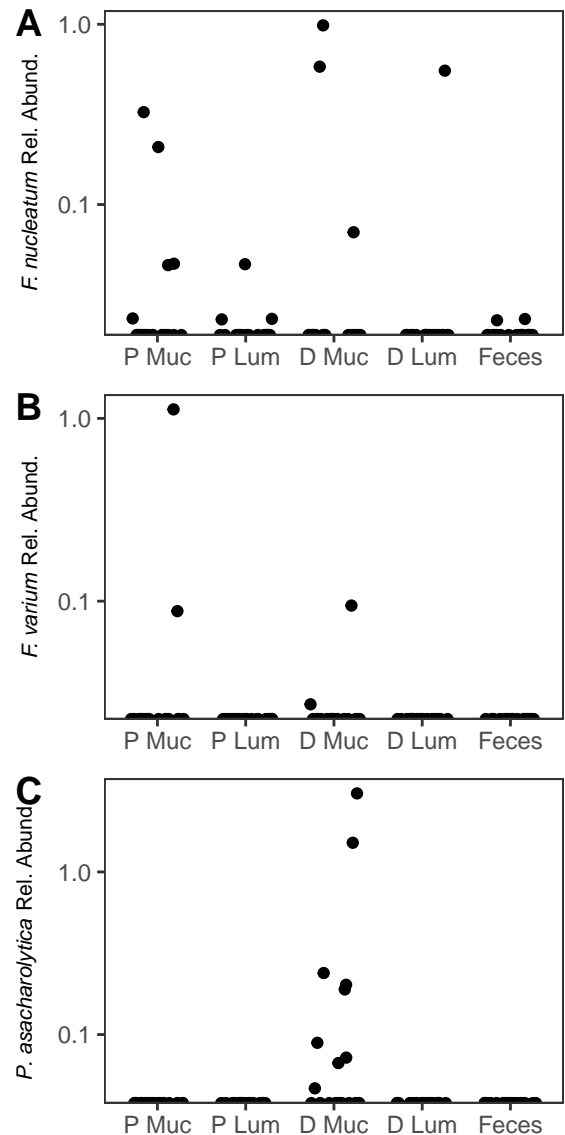 A
F. nucleatum Rel. Abund.
1.0
0.1
P Muc P Lum D Muc D Lum Feces
B
F. varium Rel. Abund.
1.0
0.1
P Muc P Lum D Muc D Lum Feces
C
P. asacharolytica Rel. Abund.
1.0
0.1
P Muc P Lum D Muc D Lum Feces